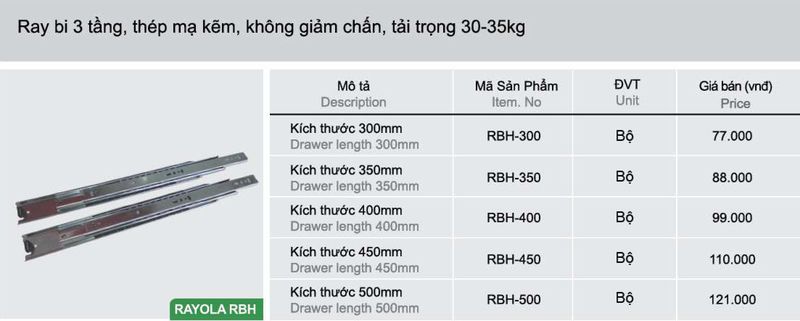 Ray bi 3 tầng, thép mạ kẽm, không giảm chấn, tải trọng 30-35kg
Mô tả Mã Sản Phẩm ĐVT Giá bán (vnđ)
Description Item. No Unit Price
Kích thước 300mm RBH-300 Bộ 77.000
Drawer length 300mm
Kích thước 350mm RBH-350 Bộ 88.000
Drawer length 350mm
Kích thước 400mm RBH-400 Bộ 99.000
Drawer length 400mm
Kích thước 450mm RBH-450 Bộ 110.000
Drawer length 450mm
Kích thước 500mm RBH-500 Bộ 121.000
Drawer length 500mm
RAYOLA RBH